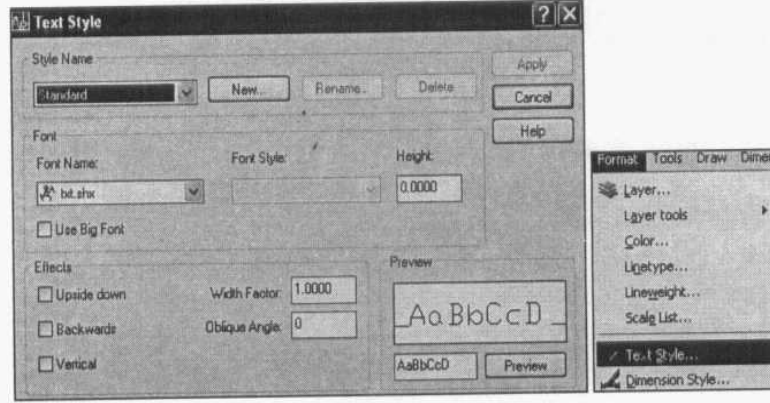 Text Style
Style Name
Standard
New...
Rename..
Delete
Apply
Cancel
Help
Font
Font Name:
Font Style:
Height:
txt.shx
0.0000
Use Big Font
Effects
Upside down
Width Factor:
1.0000
Backwards
Oblique Angle:
0
Vertical
Preview
AaBbCcD
AaBbCcD
Preview
Format Tools Draw Dimen
Layer...
Layer tools
Color...
Linetype...
Lineweight...
Scale List...
Text Style...
Dimension Style...